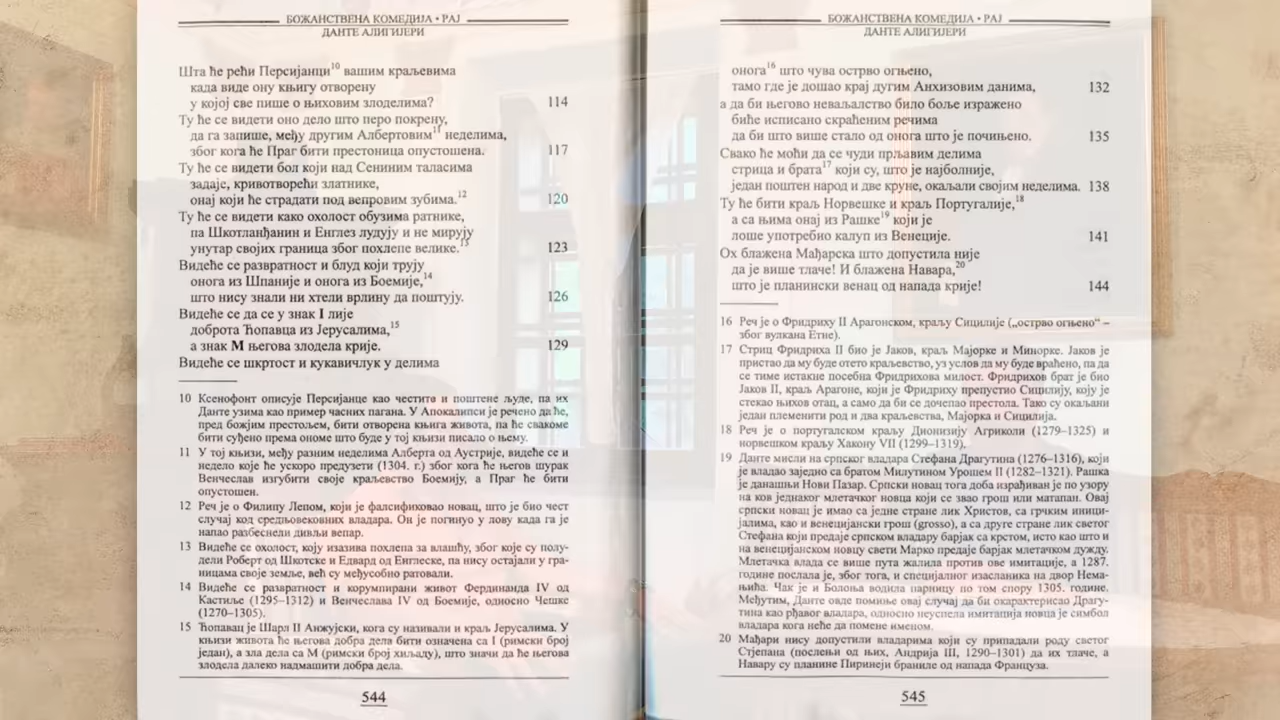 БОЖАНСТВЕНА КОМЕДИЈА • РАЈ
ДАНТЕ АЛИГИЈЕРИ
Шта ће рећи Персијанци10 вашим краљевима
када виде ону књигу отворену
у којој све пише о њиховим злоделима? 114
Ту ће се видети оно дело што перо покрену,
да га запише, међу другим Албертовим11 неделима,
због кога ће Праг бити престоница опустошена. 117
Ту ће се видети бол који над Сениним таласима
задаје, кривотворећи златнике,
онај који ће страдати под вепровим зубима.12 120
Ту ће се видети како охолост обузима ратнике,
па Шкотланђанин и Енглез лудују и не мирују
унутар својих граница због похлепе велике.13 123
Видеће се развратност и блуд који трују
онога из Шпаније и онога из Боемије,14
што нису знали ни хтели врлину да поштују. 126
Видеће се да се у знак I лије
доброта Ћопавца из Јерусалима,15
а знак М његова злодела крије. 129
Видеће се шкртост и кукавичлук у делима
10 Ксенофонт описује Персијанце као честите и поштене људе, па их
Данте узима као пример часних пагана. У Апокалипси је речено да ће,
пред божјим престољем, бити отворена књига живота, па ће свакоме
бити суђено према ономе што буде у тој књизи писало о њему.
11 У тој књизи, међу разним неделима Алберта од Аустрије, видеће се и
недело које ће ускоро предузети (1304. г.) због кога ће његов шурак
Венчеслав изгубити своје краљевство Боемију, а Праг ће бити
опустошен.
12 Реч је о Филипу Лепом, који је фалсификовао новац, што је био чест
случај код средњовековних владара. Он је погинуо у лову када га је
напао разбеснели дивљи вепар.
13 Видеће се охолост, коју изазива похлепа за влашћу, због које су полу-
дели Роберт од Шкотске и Едвард од Енглеске, па нису остајали у гра-
ницама своје земље, већ су међусобно ратовали.
14 Видеће се развратност и корумпирани живот Фердинанда IV од
Кастиље (1295–1312) и Венчеслава IV од Боемије, односно Чешке
(1270–1305).
15 Ћопавац је Шарл II Анжујски, кога су називали и краљ Јерусалима. У
књизи живота ће његова добра дела бити означена са I (римски број
један), а зла дела са М (римски број хиљаду), што значи да ће његова
злодела далеко надмашити добра дела.
544
БОЖАНСТВЕНА КОМЕДИЈА • РАЈ
ДАНТЕ АЛИГИЈЕРИ
онога16 што чува острво огњено,
тамо где је дошао крај дугим Анхизовим данима, 132
а да би његово неваљалство било боље изражено
биће исписано скраћеним речима
да би што више стало од онога што је почињено. 135
Свако ће моћи да се чуди прљавим делима
стрица и брата17 који су, што је најболније,
један поштен народ и две круне, окаљали својим неделима. 138
Ту ће бити краљ Норвешке и краљ Португалије,18
а са њима онај из Рашке19 који је
лоше употребио калуп из Венеције. 141
Ох блажена Мађарска што допустила није
да је више тлаче! И блажена Навара,20
што је планински венац од напада крије! 144
16 Реч је о Фридриху II Арагонском, краљу Сицилије („острво огњено“ –
због вулкана Етне).
17 Стриц Фридриха II био је Јаков, краљ Мајорке и Минорке. Јаков је
пристао да му буде отето краљевство, уз услов да му буде враћено, па да
се тиме истакне посебна Фридрихова милост. Фридрихов брат је био
Јаков II, краљ Арагоне, који је Фридриху препустио Сицилију, коју је
стекао њихов отац, а само да би се дочепао престола. Тако су окаљани
један племенити род и два краљевства, Мајорка и Сицилија.
18 Реч је о португалском краљу Дионизију Агриколи (1279–1325) и
норвешком краљу Хакону VII (1299–1319).
19 Данте мисли на српског владара Стефана Драгутина (1276–1316), који
је владао заједно са братом Милутином Урошем II (1282–1321). Рашка
је данашњи Нови Пазар. Српски новац тога доба израђиван је по узору
на ков једнаког млетачког новца који се звао грош или матапан. Овај
српски новац је имао са једне стране лик Христов, са грчким иници-
јалима, као и венецијански грош (grosso), а са друге стране лик светог
Стефана који предаје српском владару барјак са крстом, исто као што и
на венецијанском новцу свети Марко предаје барјак млетачком дужду.
Млетачка влада се више пута жалила против ове имитације, а 1287.
године послала је, због тога, и специјалног изасланика на двор Нема-
њића. Чак је и Болоња водила парницу по том спору 1305. године.
Међутим, Данте овде помиње овај случај да би окарактерисао Драгу-
тина као рђавог владара, односно неуспела имитација новца је симбол
владара кога неће да помене именом.
20 Мађари нису допустили владарима који су припадали роду светог
Стјепана (последњи од њих, Андрија III, 1290–1301) да их тлаче, а
Навару су планине Пиринеји браниле од напада Француза.
545